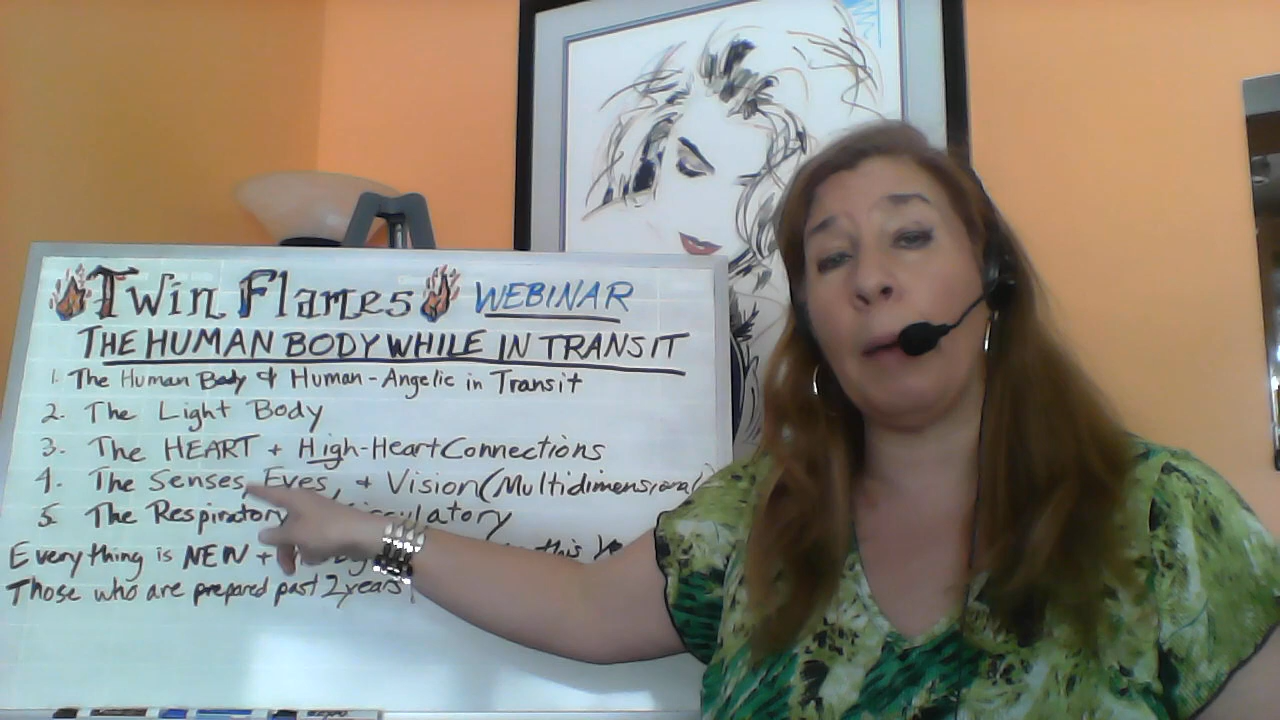 Twin Flames WEBINAR
THE HUMAN BODY WHILE IN TRANSIT
1. The Human Body & Human-Angelic in Transit
2. The Light Body
3. The HEART + High-Heart Connections
4. The Senses, Eyes, + Vision (Multidimensional)
5. The Respiratory
Everything is NEW + this
Those who are prepared past 2 years